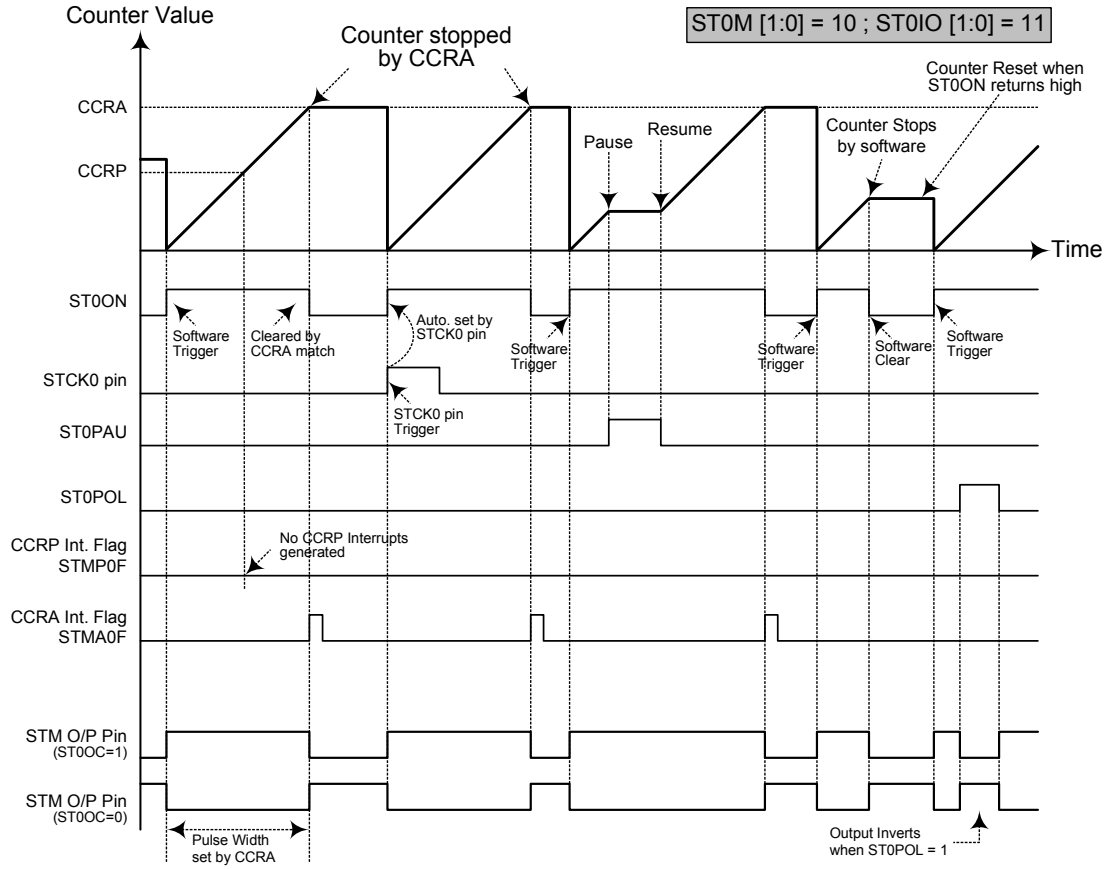 Counter Value
ST0M [1:0] = 10 ; ST0IO [1:0] = 11
Counter stopped
by CCRA
Counter Reset when
ST0ON returns high
CCRA
Pause
Resume
Counter Stops
by software
CCRP
Time
ST0ON
Software
Trigger
Cleared by
CCRA match
Auto. set by
STCK0 pin
Software
Trigger
Software
Trigger
Software
Clear
Software
Trigger
STCK0 pin
STCK0 pin
Trigger
ST0PAU
ST0POL
CCRP Int. Flag
STMP0F
No CCRP Interrupts
generated
CCRA Int. Flag
STMA0F
STM O/P Pin
(ST0OC=1)
STM O/P Pin
(ST0OC=0)
Pulse Width
set by CCRA
Output Inverts
when ST0POL = 1